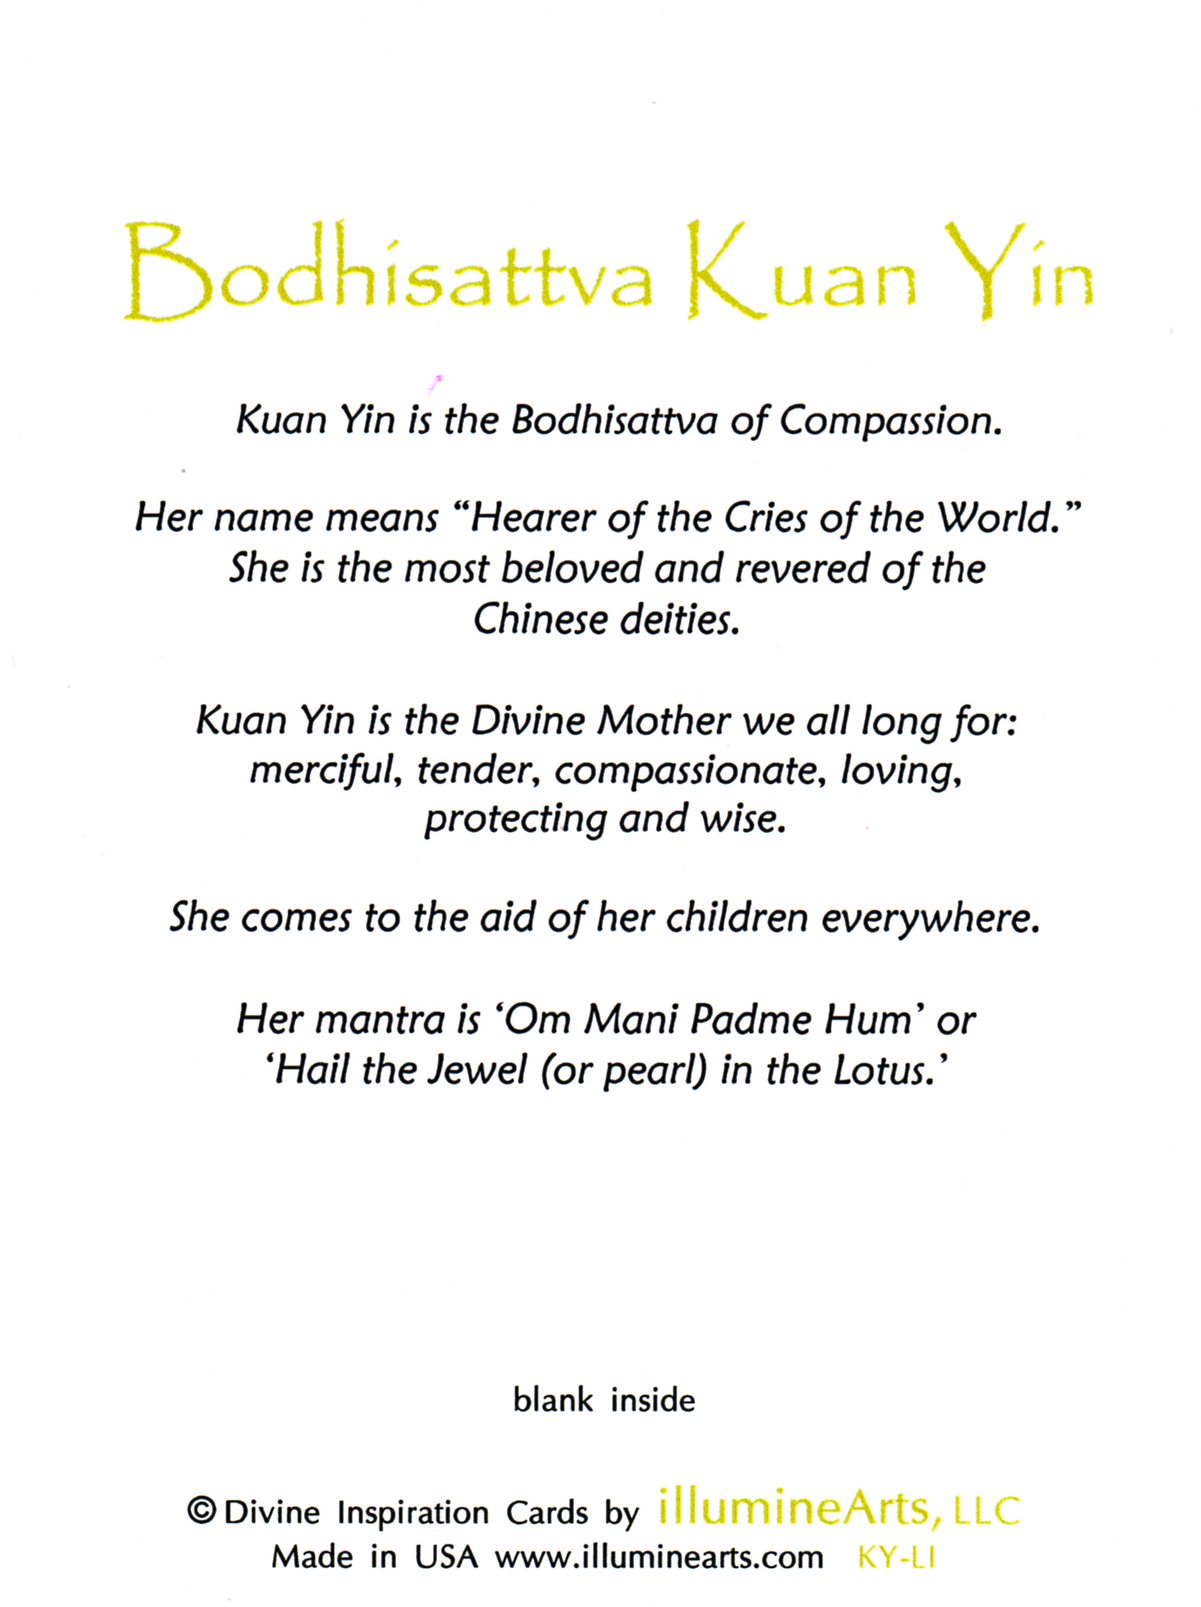 Bodhisattva Kuan Yin
Kuan Yin is the Bodhisattva of Compassion.
Her name means “Hearer of the Cries of the World.”
She is the most beloved and revered of the
Chinese deities.
Kuan Yin is the Divine Mother we all long for:
merciful, tender, compassionate, loving,
protecting and wise.
She comes to the aid of her children everywhere.
Her mantra is ‘Om Mani Padme Hum’ or
‘Hail the Jewel (or pearl) in the Lotus.’
blank inside
© Divine Inspiration Cards by illumineArts, LLC
Made in USA www.illuminearts.com KY-LI